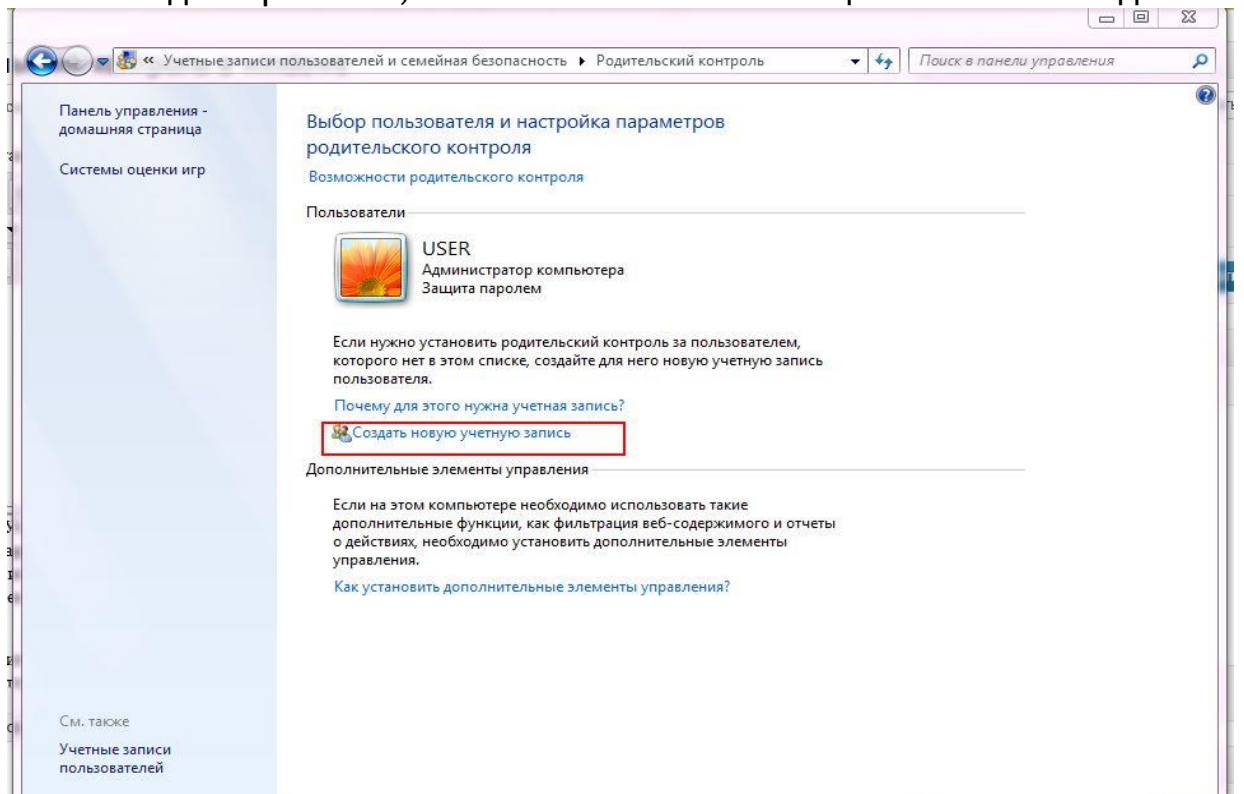 « Учетные записи пользователей и семейная безопасность ▸ Родительский контроль
Поиск в панели управления
Панель управления -
домашняя страница
Системы оценки игр
Выбор пользователя и настройка параметров
родительского контроля
Возможности родительского контроля
Пользователи
USER
Администратор компьютера
Защита паролем
Если нужно установить родительский контроль за пользователем,
которого нет в этом списке, создайте для него новую учетную запись
пользователя.
Почему для этого нужна учетная запись?
Создать новую учетную запись
Дополнительные элементы управления
Если на этом компьютере необходимо использовать такие
дополнительные функции, как фильтрация веб-содержимого и отчеты
о действиях, необходимо установить дополнительные элементы
управления.
Как установить дополнительные элементы управления?
См. также
Учетные записи
пользователей